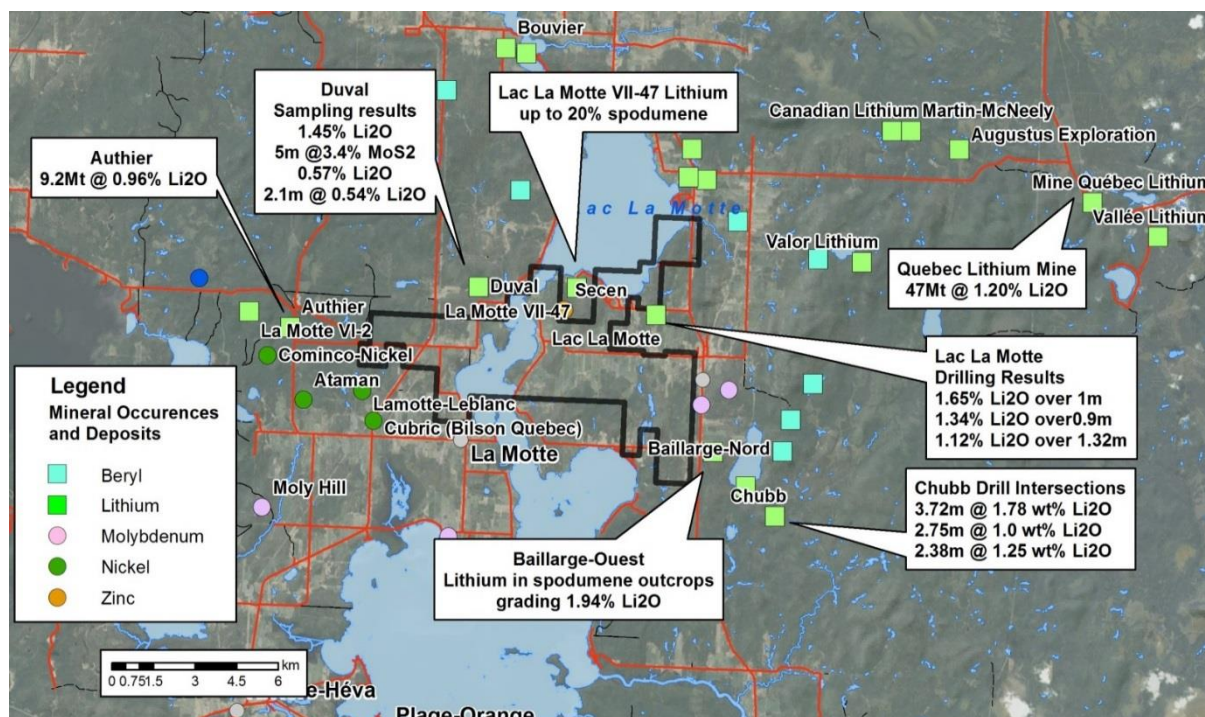 Bouvier
Duval
Sampling results
1.45% Li2O
5m @3.4% MoS2
0.57% Li2O
2.1m @ 0.54% Li2O
Lac La Motte VII-47 Lithium
up to 20% spodumene
Canadian Lithium Martin-McNeely
Augustus Exploration
Authier
9.2Mt @ 0.96% Li2O
Mine Québec Lithium
Vallée Lithium
ac La Motte
Valor Lithium
Quebec Lithium Mine
47Mt @ 1.20% Li2O
Duval
Secen
La Motte VII-47
Lac La Motte
Authier
La Motte VI-2
Cominco-Nickel
Ataman
Lamotte-Leblanc
Cubric (Bilson Quebec)
La Motte
Lac La Motte
Drilling Results
1.65% Li2O over 1m
1.34% Li2O over0.9m
1.12% Li2O over 1.32m
Legend
Mineral Occurences
and Deposits
Beryl
Lithium
Molybdenum
Nickel
Zinc
Moly Hill
Baillarge-Nord
Chubb
Chubb Drill Intersections
3.72m @ 1.78 wt% Li2O
2.75m @ 1.0 wt% Li2O
2.38m @ 1.25 wt% Li2O
Baillarge-Ouest
Lithium in spodumene outcrops
grading 1.94% Li2O
km
0 0.751.5 3 4.5 6
e-Héva
Plage-Orange